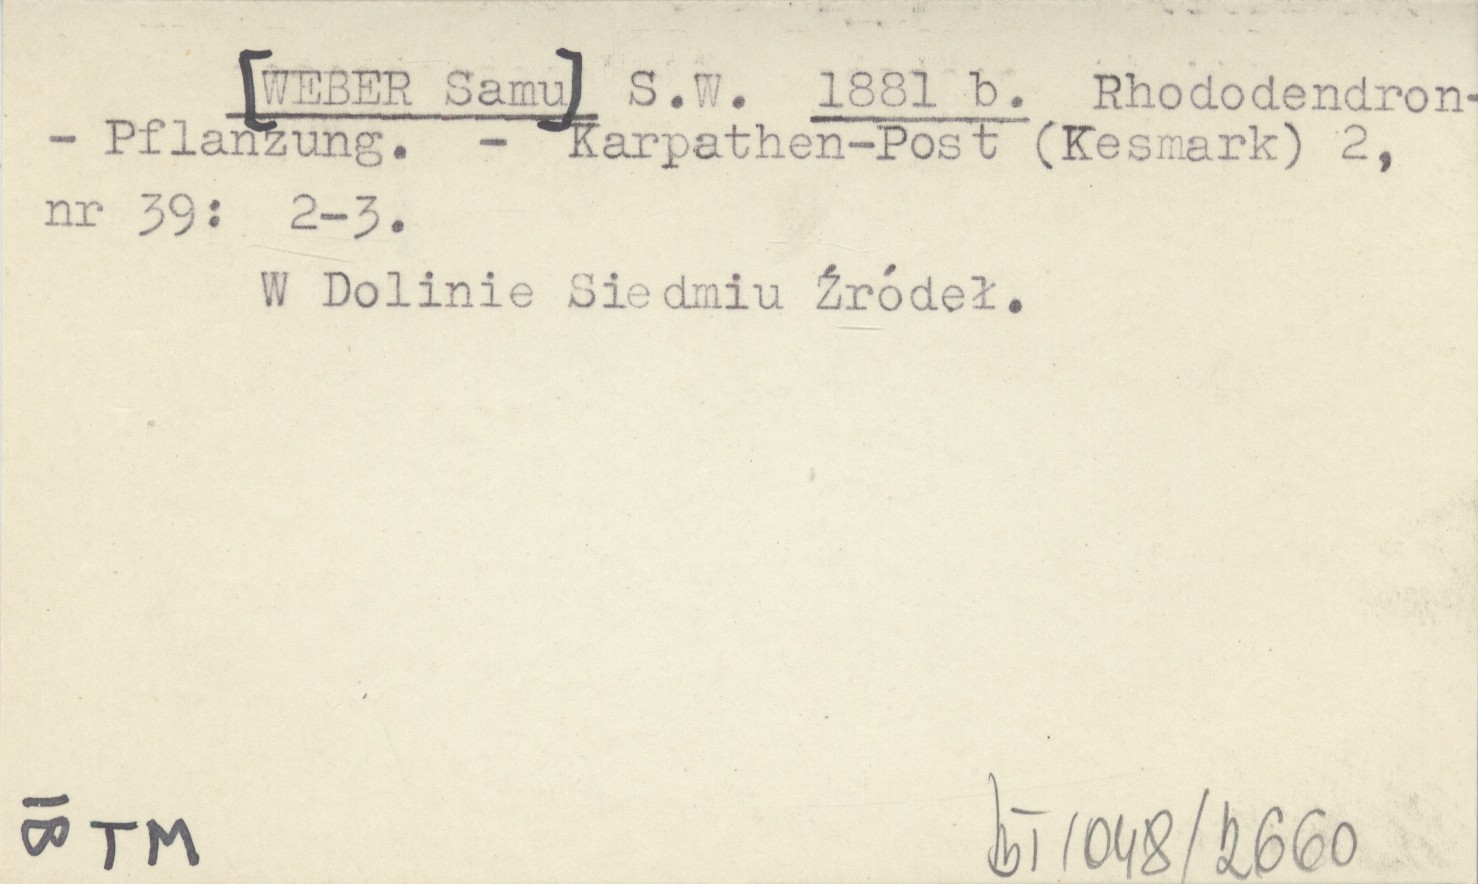 [WEBER Samu] S.W. 1881 b. Rhododendron-
- Pflanzung. - Karpathen-Post (Kesmark) 2,
nr 39: 2-3.
W Dolinie Siedmiu Źródeł.
TM
1048/2660